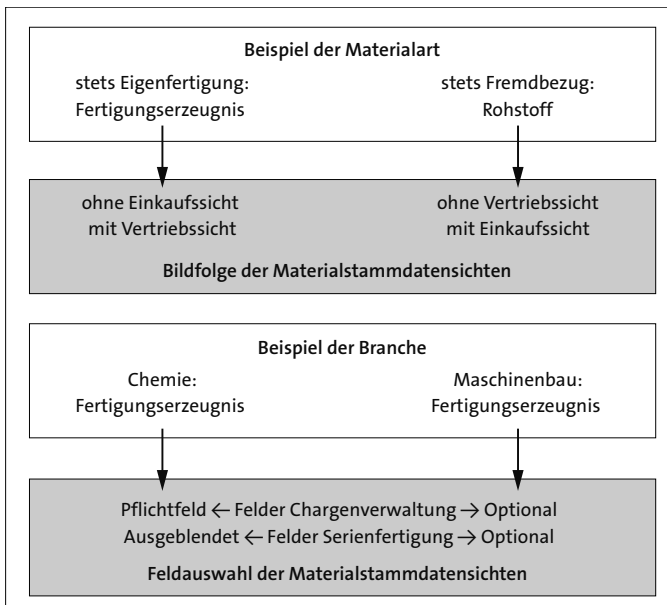 Beispiel der Materialart
stets Eigenfertigung: stets Fremdbezug:
Fertigungserzeugnis Rohstoff
ohne Einkaufssicht ohne Vertriebssicht
mit Vertriebssicht mit Einkaufssicht
Bildfolge der Materialstammdatensichten
Beispiel der Branche
Chemie: Maschinenbau:
Fertigungserzeugnis Fertigungserzeugnis
Pflichtfeld ← Felder Chargenverwaltung → Optional
Ausgeblendet ← Felder Serienfertigung → Optional
Feldauswahl der Materialstammdatensichten